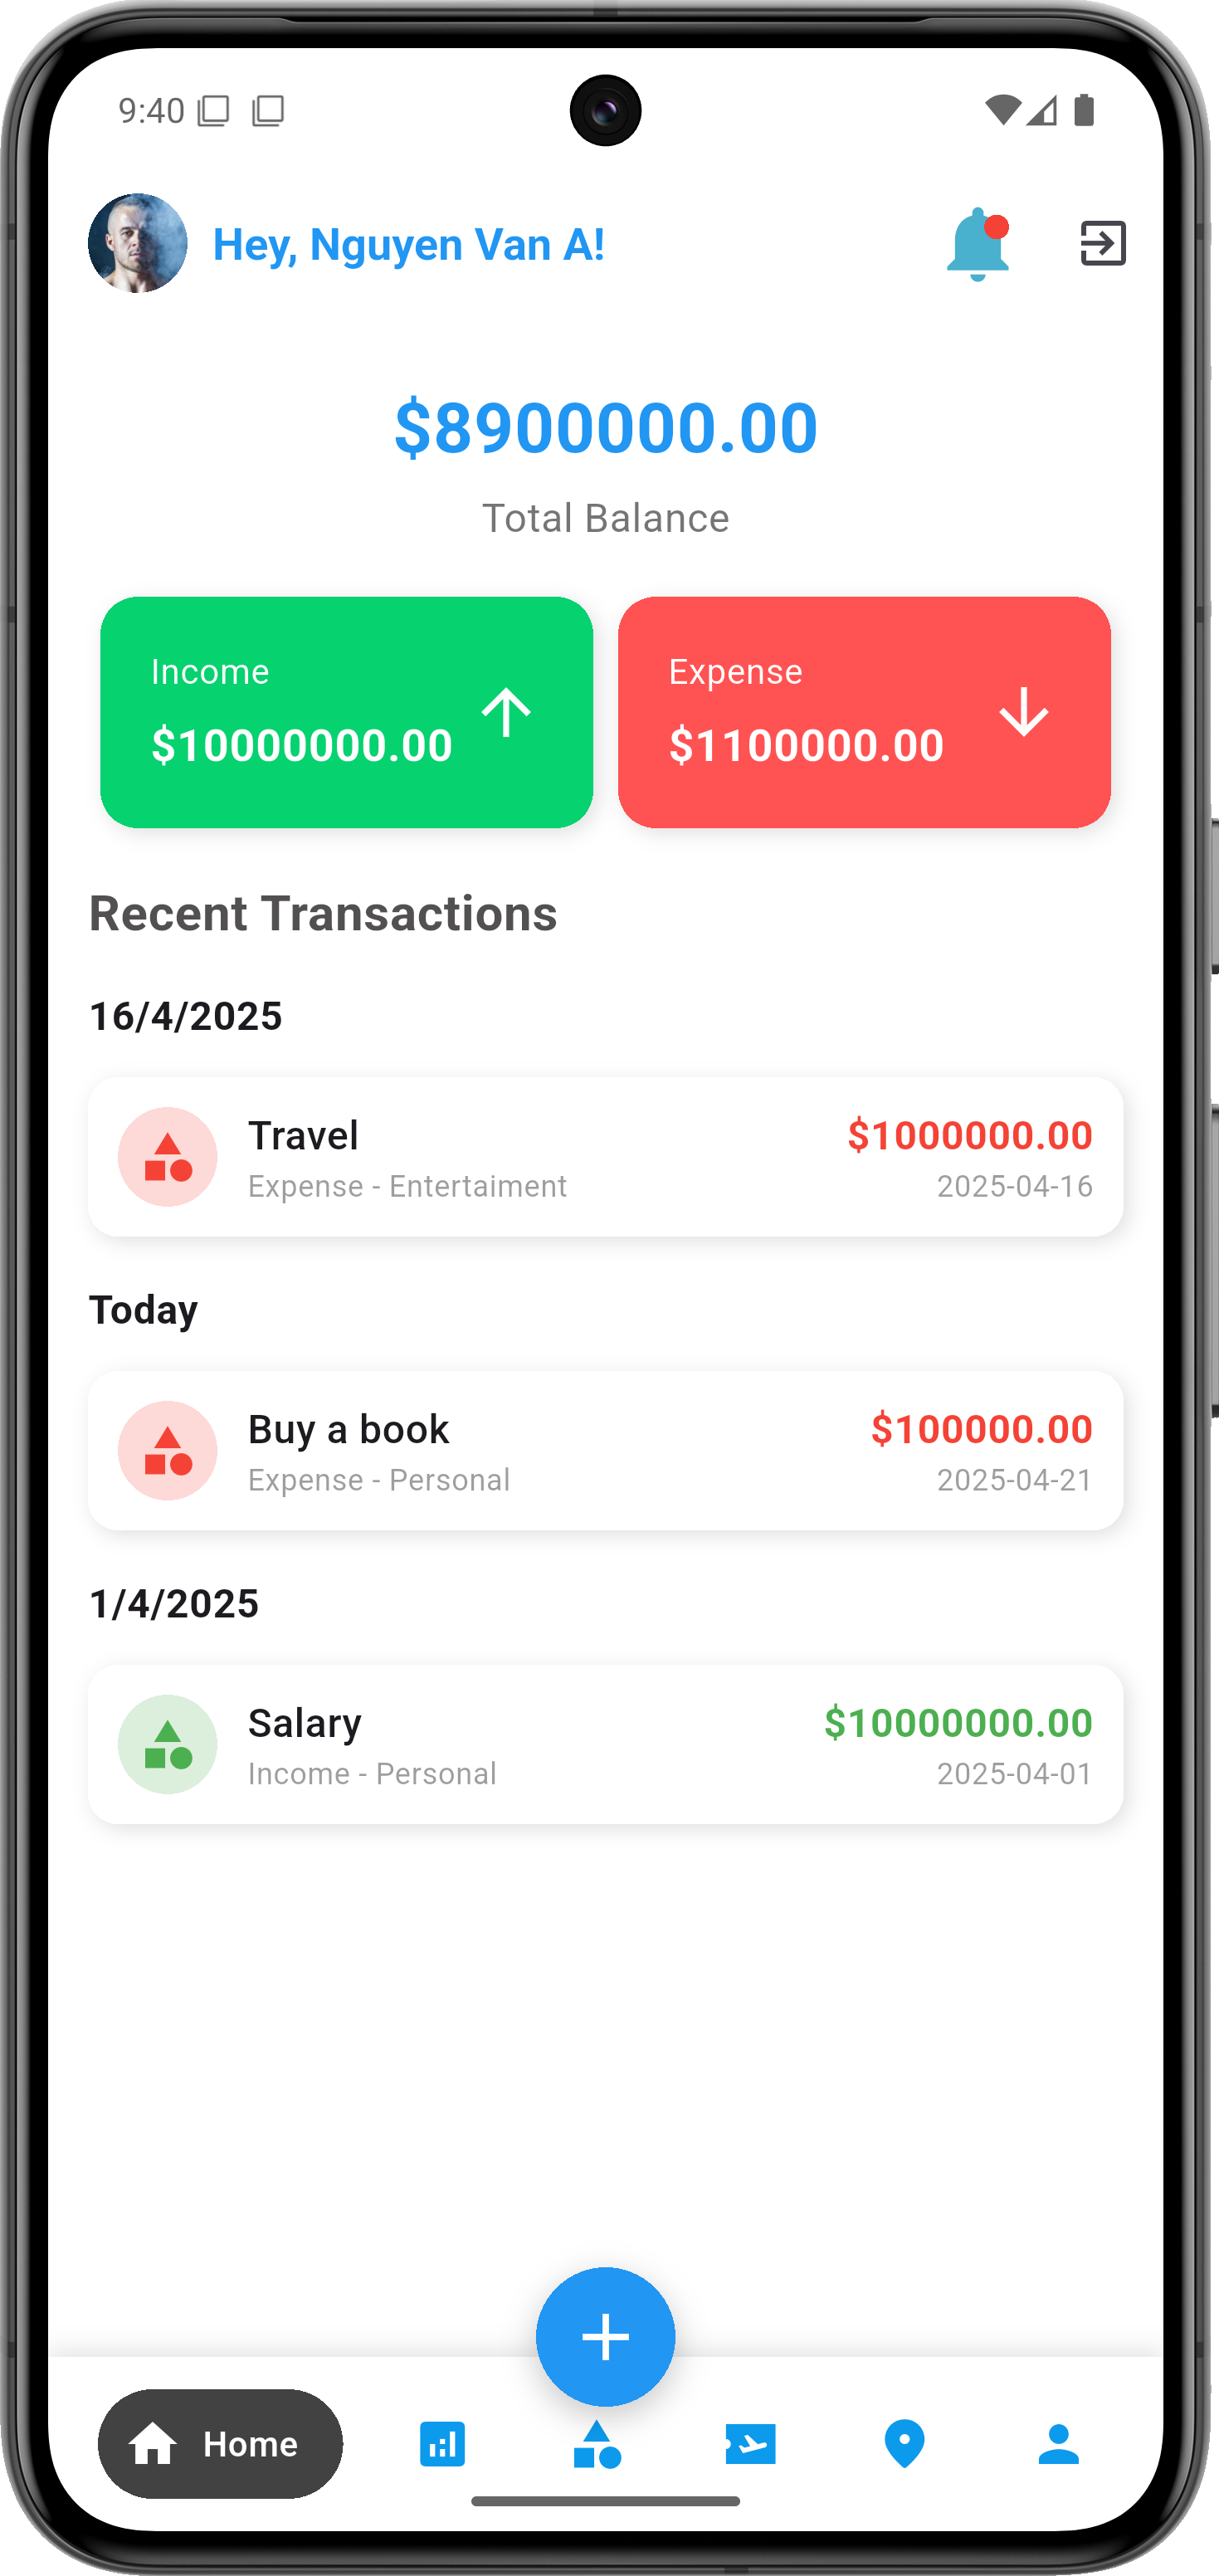 9:40
Hey, Nguyen Van A!
$8900000.00
Total Balance
Income
$10000000.00
Expense
$1100000.00
Recent Transactions
16/4/2025
Travel
$1000000.00
Expense - Entertaiment
2025-04-16
Today
Buy a book
$100000.00
Expense - Personal
2025-04-21
1/4/2025
Salary
$10000000.00
Income - Personal
2025-04-01
Home